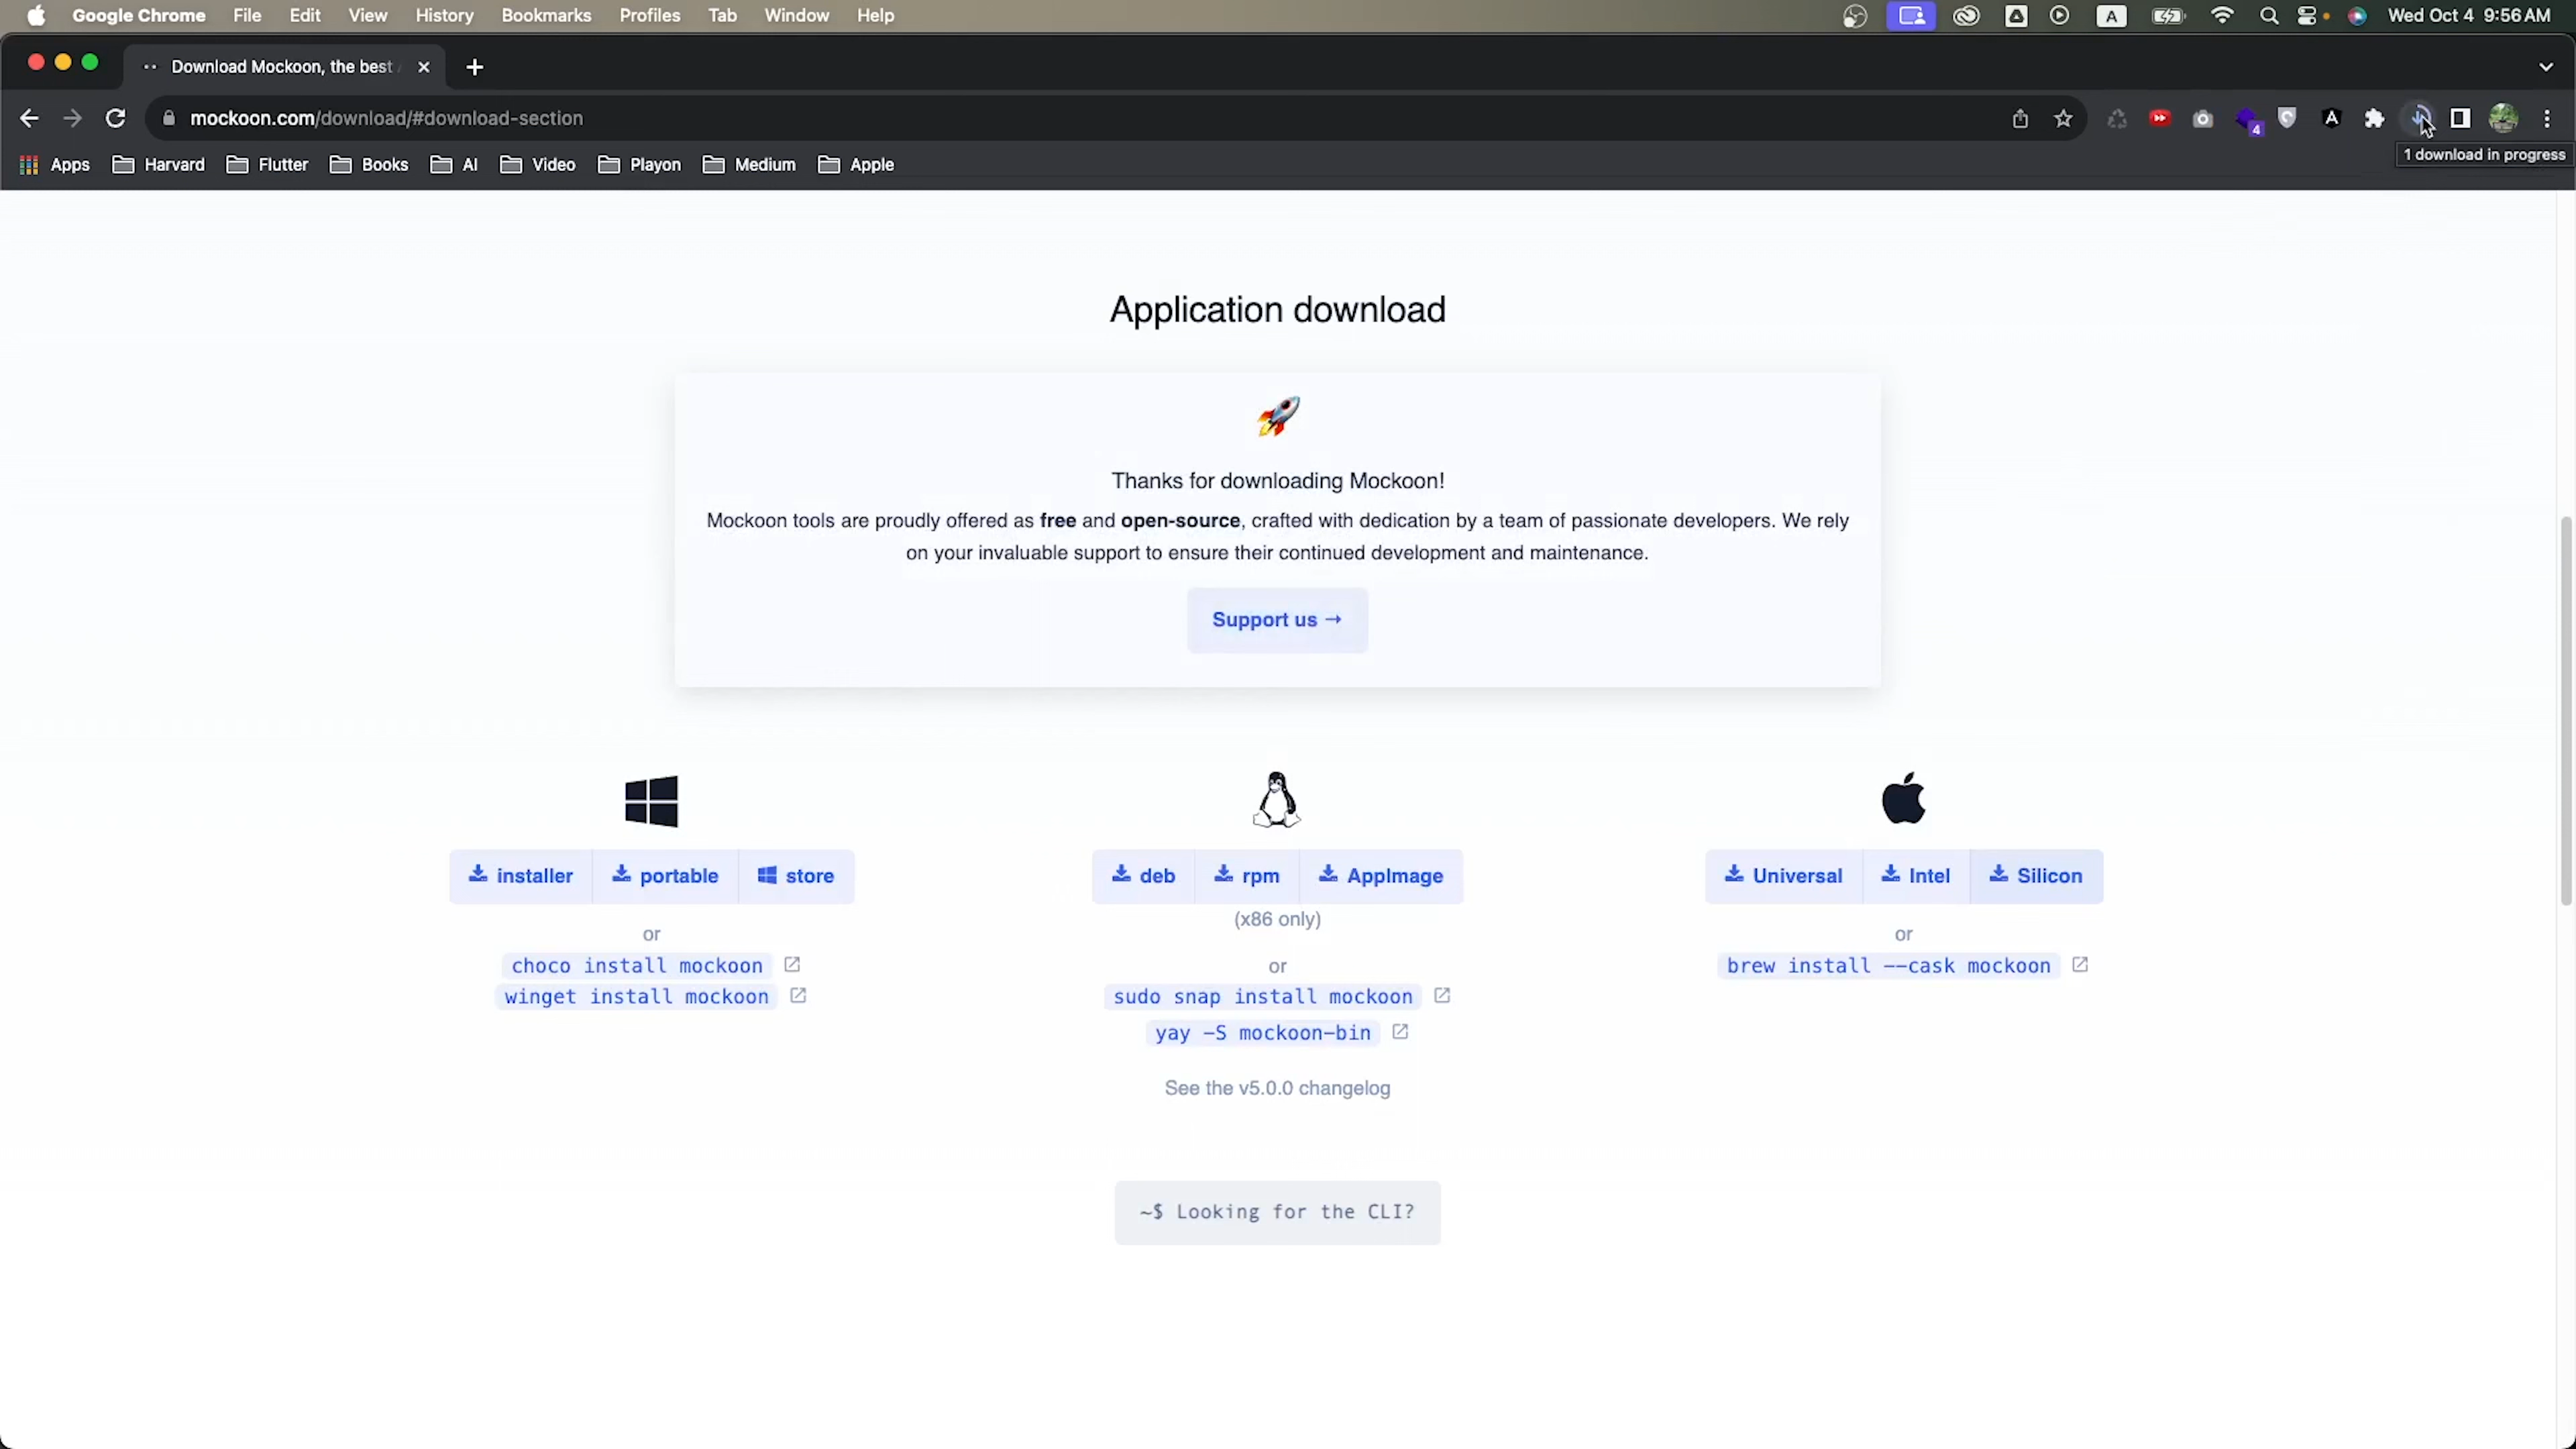 Google Chrome File Edit View History Bookmarks Profiles Tab Window Help A Wed Oct 4 9:56 AM
Download Mockoon, the best
mockoon.com/download/#download-section 4 A
Apps Harvard Flutter Books AI Video Playon Medium Apple
1 download in progress
Application download
Thanks for downloading Mockoon!
Mockoon tools are proudly offered as free and open-source, crafted with dedication by a team of passionate developers. We rely
on your invaluable support to ensure their continued development and maintenance.
Support us →
installer portable store
or
choco install mockoon
winget install mockoon
deb rpm AppImage
(x86 only)
or
sudo snap install mockoon
yay -S mockoon-bin
See the v5.0.0 changelog
Universal Intel Silicon
or
brew install --cask mockoon
~$ Looking for the CLI?